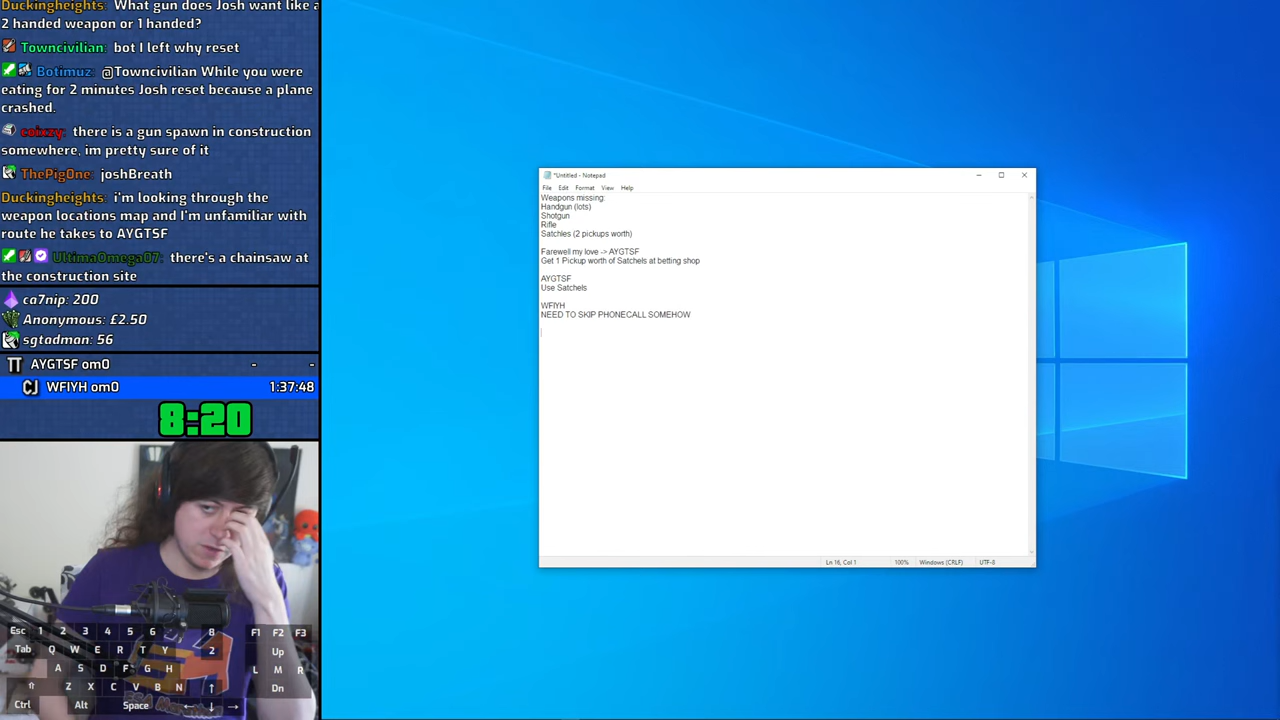 Duckingheights: What gun does Josh want like a
2 handed weapon or 1 handed?
Towncivilian: bot I left why reset
Botimuz: @Towncivilian While you were
eating for 2 minutes Josh reset because a plane
crashed.
coixzy: there is a gun spawn in construction
somewhere, im pretty sure of it
ThePigOne: joshBreath
Duckingheights: i'm looking through the
weapon locations map and I'm unfamiliar with
route he takes to AYGTSF
UltimaOmega07: there's a chainsaw at
the construction site
ca7nip: 200
Anonymous: £2.50
sgtadman: 56
AYGTSF om0 - -
CJ WFIYH om0 1:37:48
8:20
*Untitled - Notepad
File Edit Format View Help
Weapons missing:
Handgun (lots)
Shotgun
Rifle
Satchles (2 pickups worth)
Farewell my love -> AYGTSF
Get 1 Pickup worth of Satchels at betting shop
AYGTSF
Use Satchels
WFIYH
NEED TO SKIP PHONECALL SOMEHOW
Ln 16, Col 1 100% Windows (CRLF) UTF-8
Esc 1 2 3 4 5 6 8 F1 F2 F3
Tab Q W E R T Y 2 Up
A S D F G H L M R
Z X C V B N Dn
Ctrl Alt Space